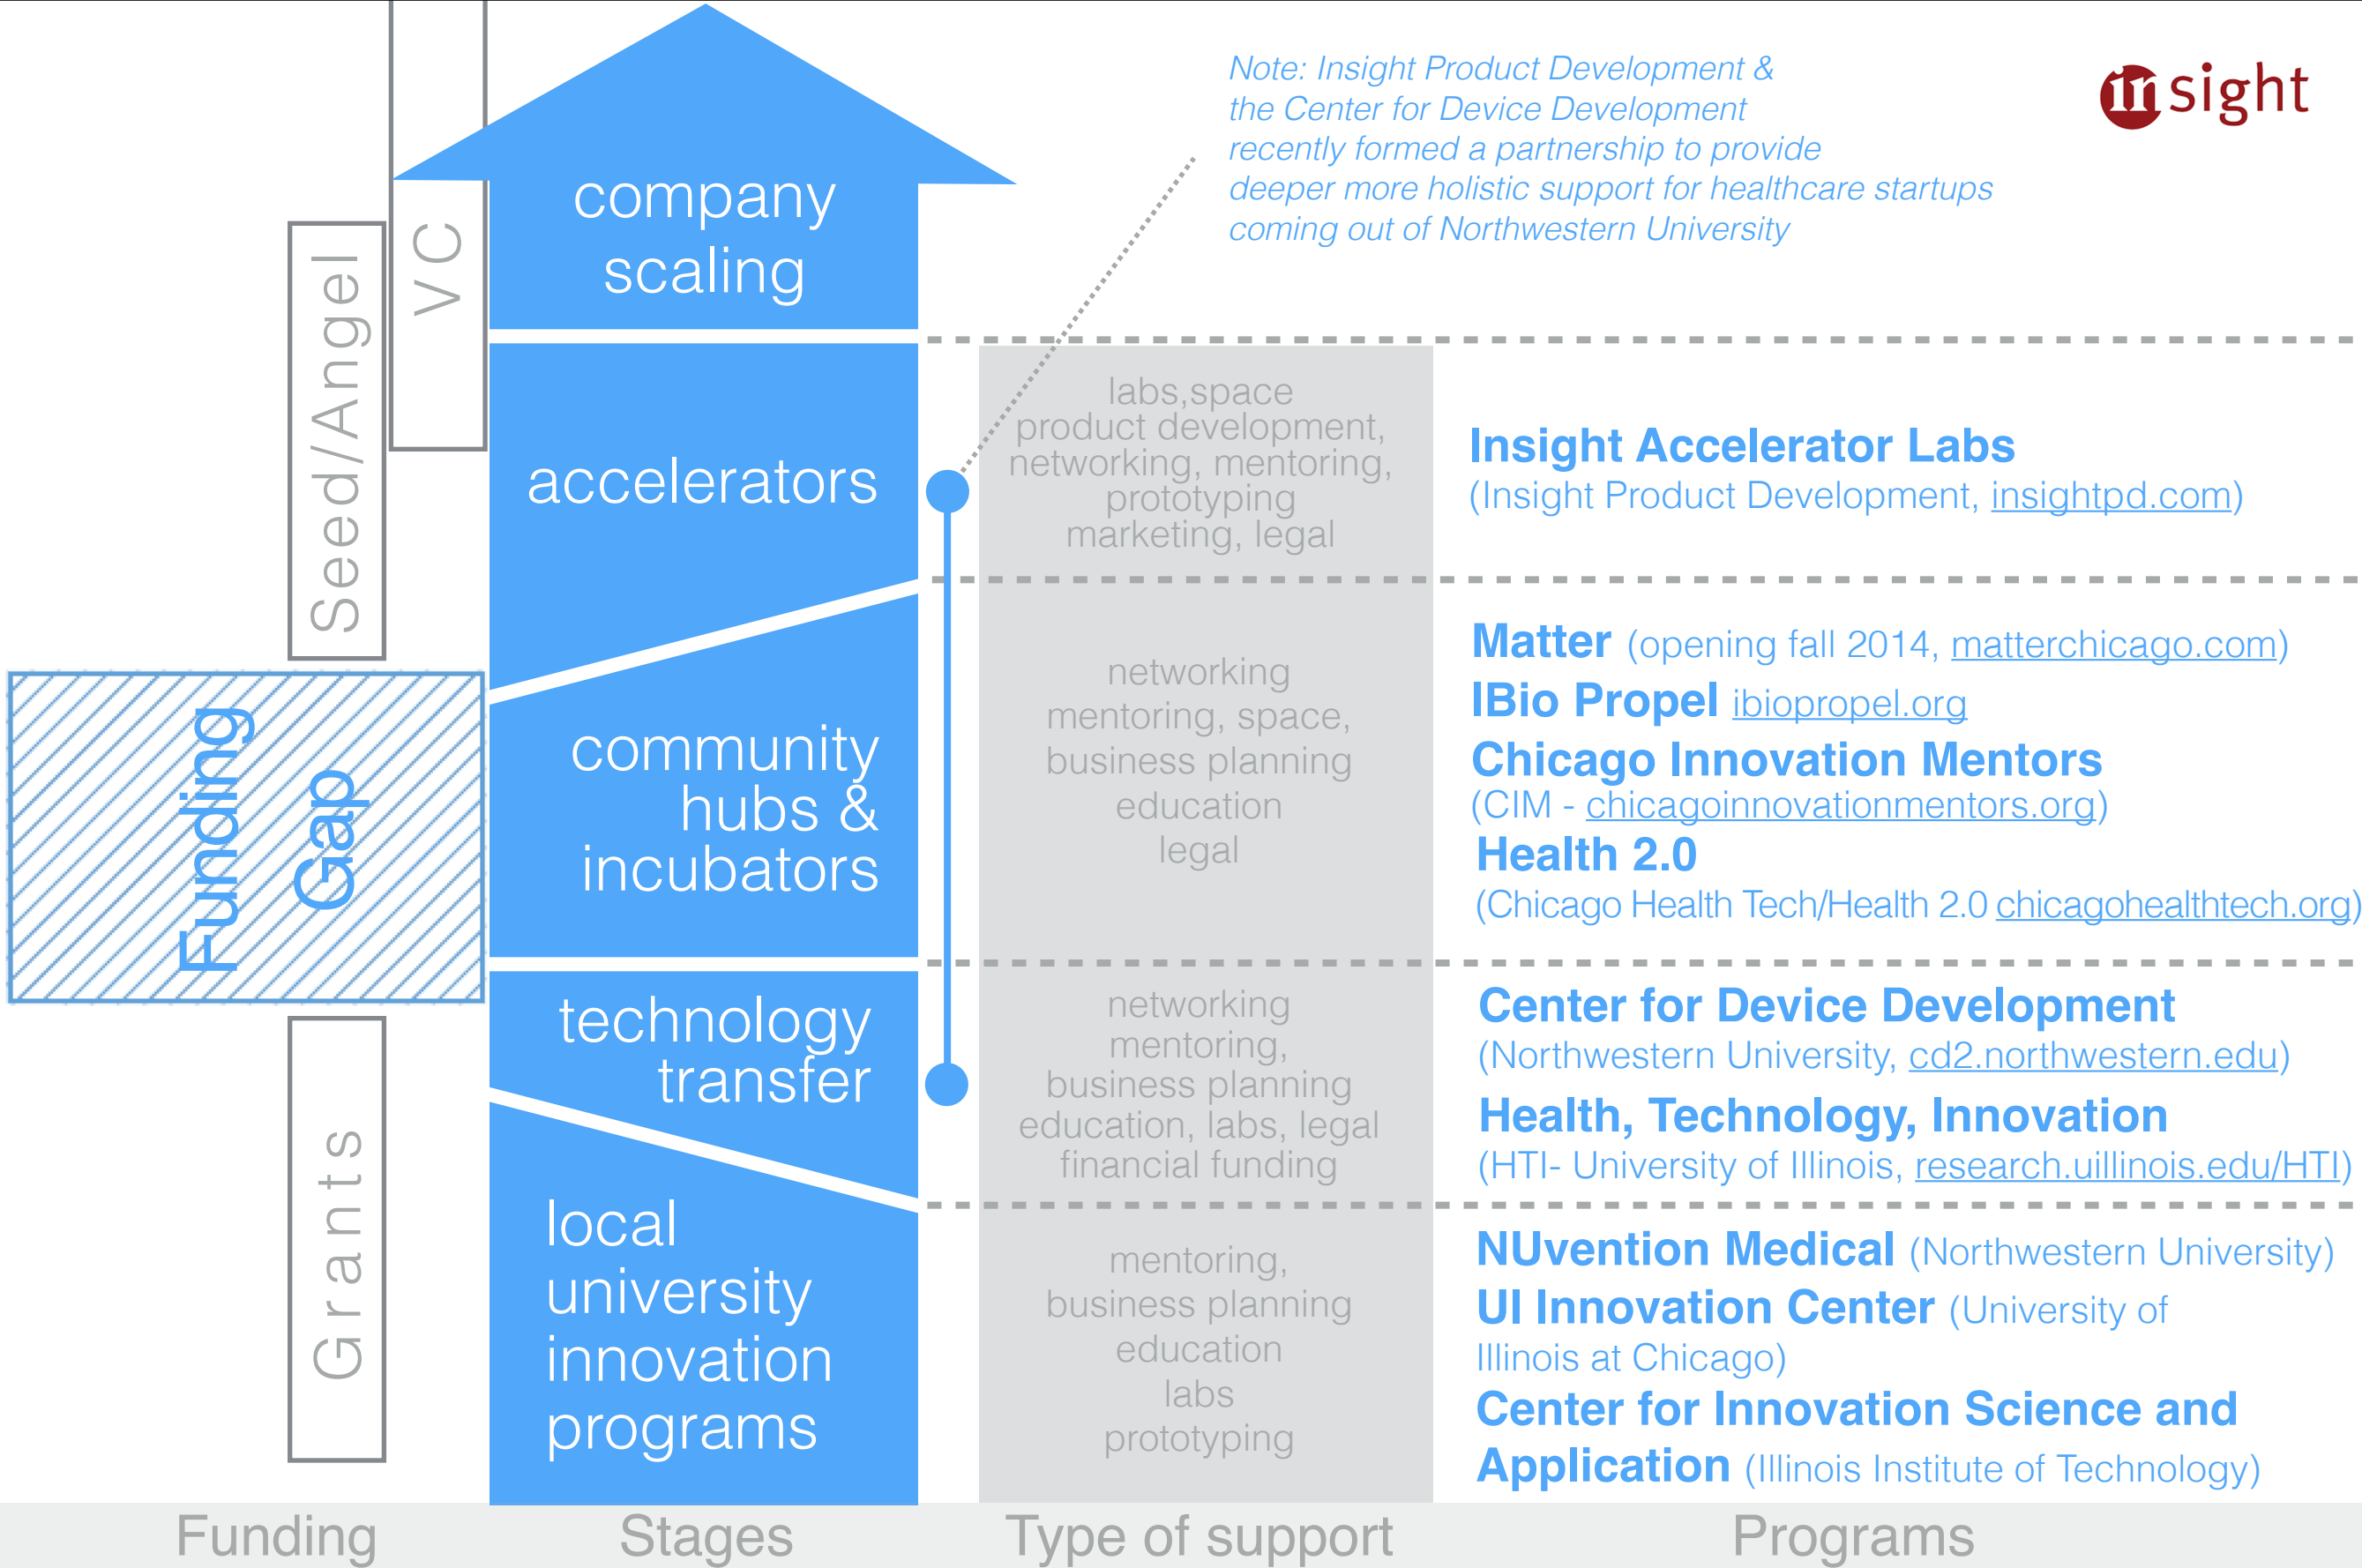 Note: Insight Product Development &
the Center for Device Development
recently formed a partnership to provide
deeper more holistic support for healthcare startups
coming out of Northwestern University
insight
VC
Seed/Angel
Funding
Gap
Grants
company
scaling
accelerators
community
hubs &
incubators
technology
transfer
local
university
innovation
programs
labs,space
product development,
networking, mentoring,
prototyping
marketing, legal
networking
mentoring, space,
business planning
education
legal
networking
mentoring,
business planning
education, labs, legal
financial funding
mentoring,
business planning
education
labs
prototyping
Insight Accelerator Labs
(Insight Product Development, insightpd.com)
Matter (opening fall 2014, matterchicago.com)
IBio Propel ibiopropel.org
Chicago Innovation Mentors
(CIM - chicagoinnovationmentors.org)
Health 2.0
(Chicago Health Tech/Health 2.0 chicagohealthtech.org)
Center for Device Development
(Northwestern University, cd2.northwestern.edu)
Health, Technology, Innovation
(HTI- University of Illinois, research.uillinois.edu/HTI)
NUvention Medical (Northwestern University)
UI Innovation Center (University of
Illinois at Chicago)
Center for Innovation Science and
Application (Illinois Institute of Technology)
Funding
Stages
Type of support
Programs